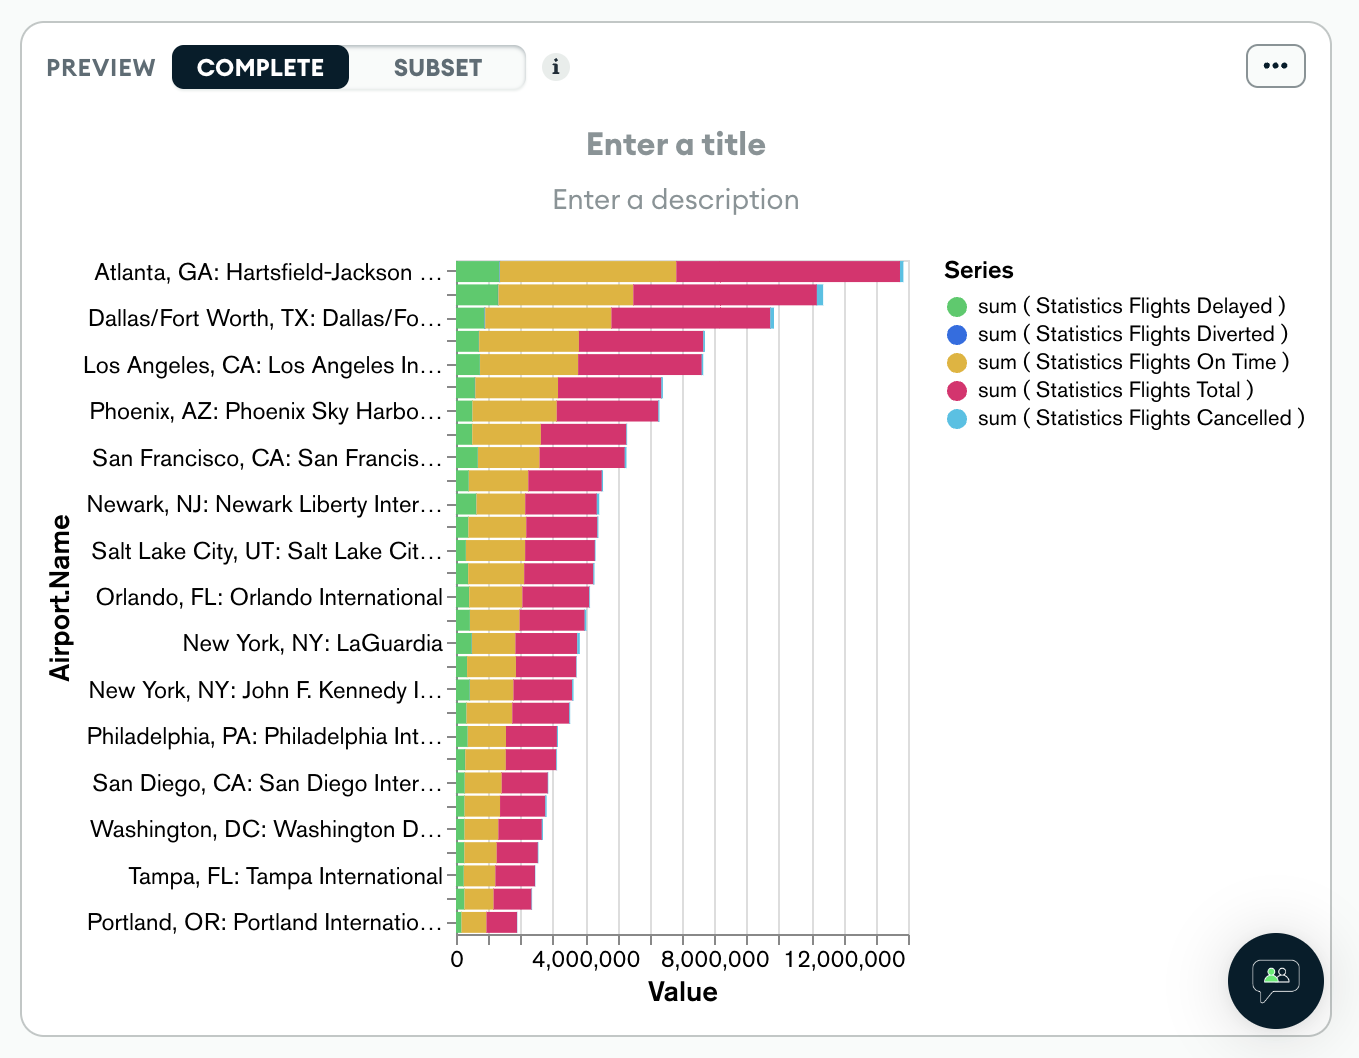 PREVIEW COMPLETE SUBSET i
Enter a title
Enter a description
Series
sum ( Statistics Flights Delayed )
sum ( Statistics Flights Diverted )
sum ( Statistics Flights On Time )
sum ( Statistics Flights Total )
sum ( Statistics Flights Cancelled )
Airport.Name
Atlanta, GA: Hartsfield-Jackson …
Dallas/Fort Worth, TX: Dallas/Fo…
Los Angeles, CA: Los Angeles In…
Phoenix, AZ: Phoenix Sky Harbo…
San Francisco, CA: San Francis…
Newark, NJ: Newark Liberty Inter…
Salt Lake City, UT: Salt Lake Cit…
Orlando, FL: Orlando International
New York, NY: LaGuardia
New York, NY: John F. Kennedy I…
Philadelphia, PA: Philadelphia Int…
San Diego, CA: San Diego Inter…
Washington, DC: Washington D…
Tampa, FL: Tampa International
Portland, OR: Portland Internatio…
0 4,000,000 8,000,000 12,000,000
Value